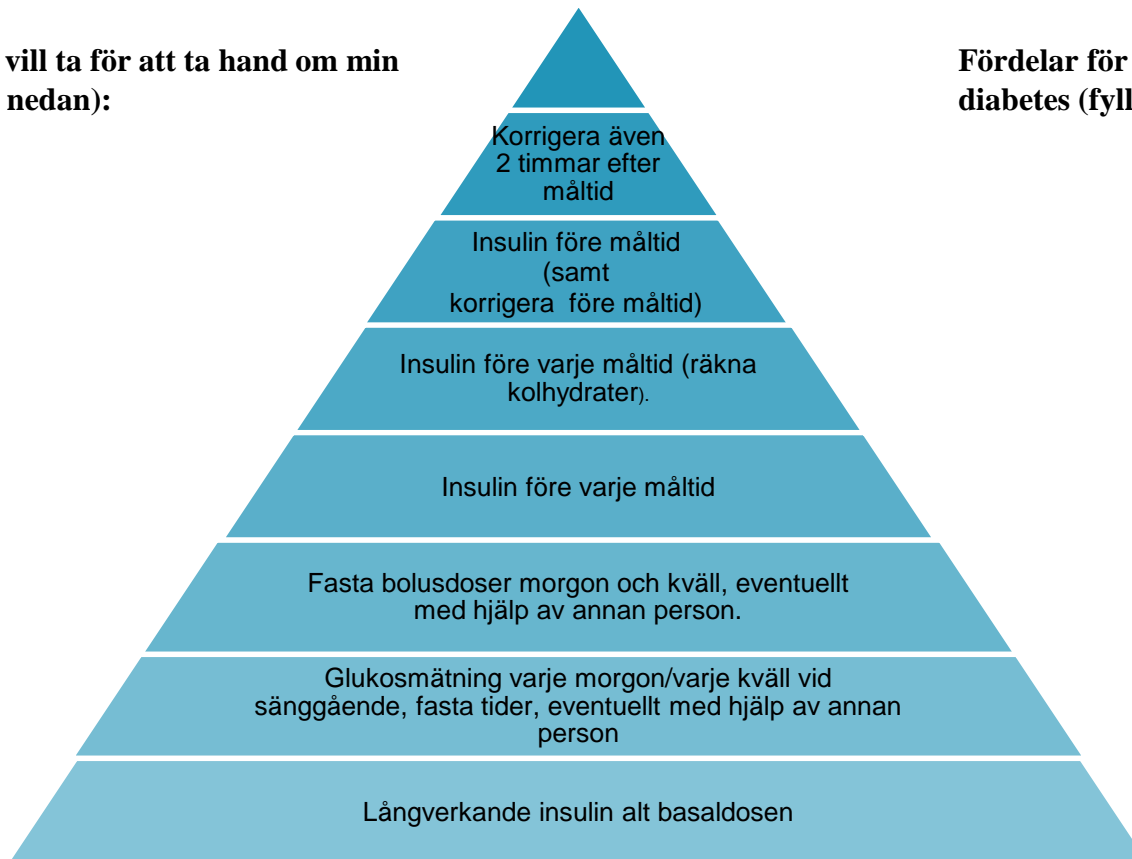 vill ta för att ta hand om min
nedan):
Fördelar för
diabetes (fyll
Korrigera även
2 timmar efter
måltid
Insulin före måltid
(samt
korrigera före måltid)
Insulin före varje måltid (räkna
kolhydrater).
Insulin före varje måltid
Fasta bolusdoser morgon och kväll, eventuellt
med hjälp av annan person.
Glukosmätning varje morgon/varje kväll vid
sänggående, fasta tider, eventuellt med hjälp av annan
person
Långverkande insulin alt basaldosen